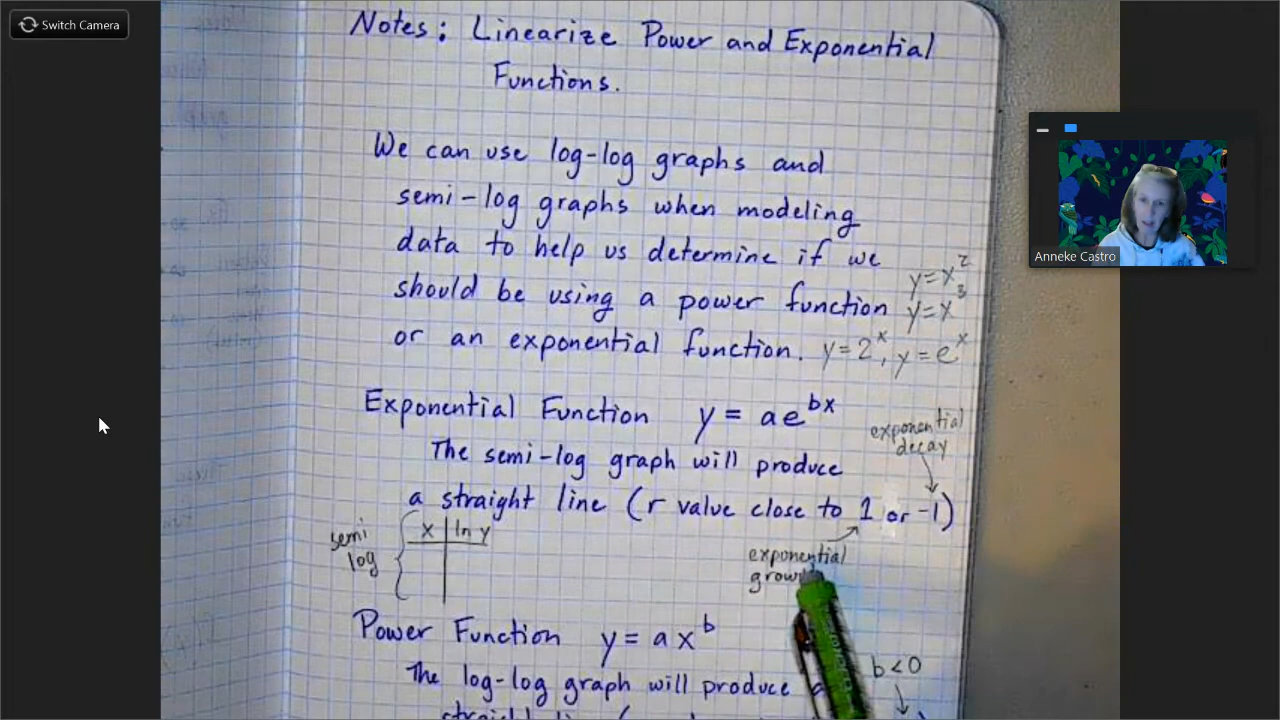 Switch Camera
Notes: Linearize Power and Exponential
Functions.
We can use log-log graphs and
semi-log graphs when modeling
data to help us determine if we
should be using a power function
or an exponential function.
y=x²
y=x³
y=2ˣ, y=eˣ
Anneke Castro
Exponential Function y = ae^bx
exponential
decay
The semi-log graph will produce
a straight line (r value close to 1 or -1)
semi
log
x ln y
exponential
growth
Power Function y = ax^b
b<0
The log-log graph will produce a
straight line (